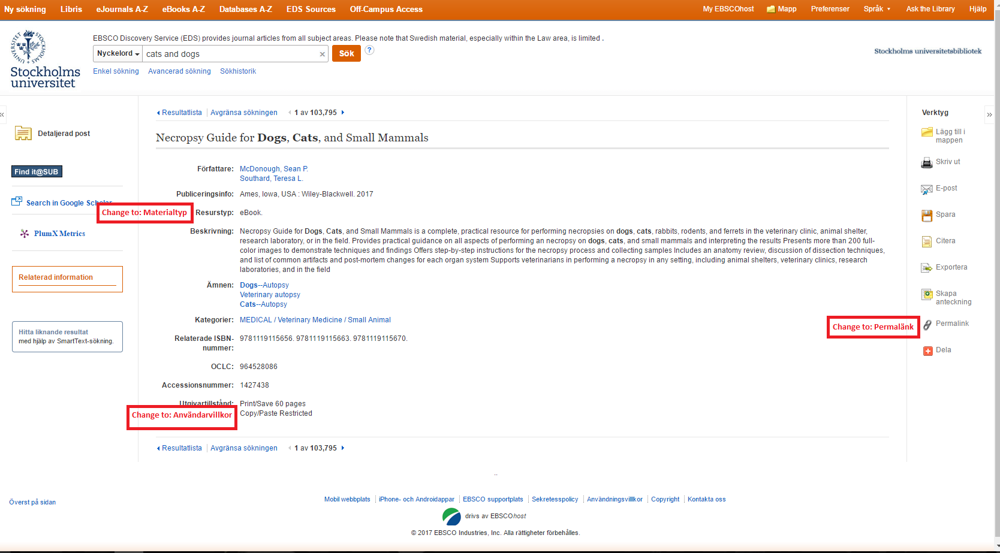 Ny sökning Libris eJournals A-Z eBooks A-Z Databases A-Z EDS Sources Off-Campus Access My EBSCOhost Mapp Preferenser Språk Ask the Library Hjälp
STOCKHOLMS UNIVERSITET
Stockholms
universitet
EBSCO Discovery Service (EDS) provides journal articles from all subject areas. Please note that Swedish material, especially within the Law area, is limited .
Nyckelord cats and dogs × Sök ?
Enkel sökning Avancerad sökning Sökhistorik
Stockholms universitetsbibliotek
«
Detaljerad post
Find it@SUB
Search in Google Scholar
PlumX Metrics
Relaterad information
Hitta liknande resultat
med hjälp av SmartText-sökning.
Resultatlista Avgränsa sökningen 1 av 103,795
Necropsy Guide for Dogs, Cats, and Small Mammals
Författare: McDonough, Sean P.
Southard, Teresa L.
Publiceringsinfo: Ames, Iowa, USA : Wiley-Blackwell. 2017
Change to: Materialtyp
Resurstyp: eBook.
Beskrivning: Necropsy Guide for Dogs, Cats, and Small Mammals is a complete, practical resource for performing necropsies on dogs, cats, rabbits, rodents, and ferrets in the veterinary clinic, animal shelter,
research laboratory, or in the field. Provides practical guidance on all aspects of performing an necropsy on dogs, cats, and small mammals and interpreting the results Presents more than 200 full-
color images to demonstrate techniques and findings Offers step-by-step instructions for the necropsy process and collecting samples Includes an anatomy review, discussion of dissection techniques,
and list of common artifacts and post-mortem changes for each organ system Supports veterinarians in performing a necropsy in any setting, including animal shelters, veterinary clinics, research
laboratories, and in the field
Ämnen: Dogs--Autopsy
Veterinary autopsy
Cats--Autopsy
Kategorier: MEDICAL / Veterinary Medicine / Small Animal
Relaterade ISBN-
nummer: 9781119115656. 9781119115663. 9781119115670.
OCLC: 964528086
Accessionsnummer: 1427438
Utgivartillstånd: Print/Save 60 pages
Copy/Paste Restricted
Change to: Användarvillkor
Resultatlista Avgränsa sökningen 1 av 103,795
Verktyg
»
Lägg till i
mappen
Skriv ut
E-post
Spara
Citera
Exportera
Skapa
anteckning
Change to: Permalänk
Permalink
Dela
..
Överst på sidan
Mobil webbplats iPhone- och Androidappar EBSCO supportplats Sekretesspolicy Användningsvillkor Copyright Kontakta oss
drivs av EBSCOhost
© 2017 EBSCO Industries, Inc. Alla rättigheter förbehålles.